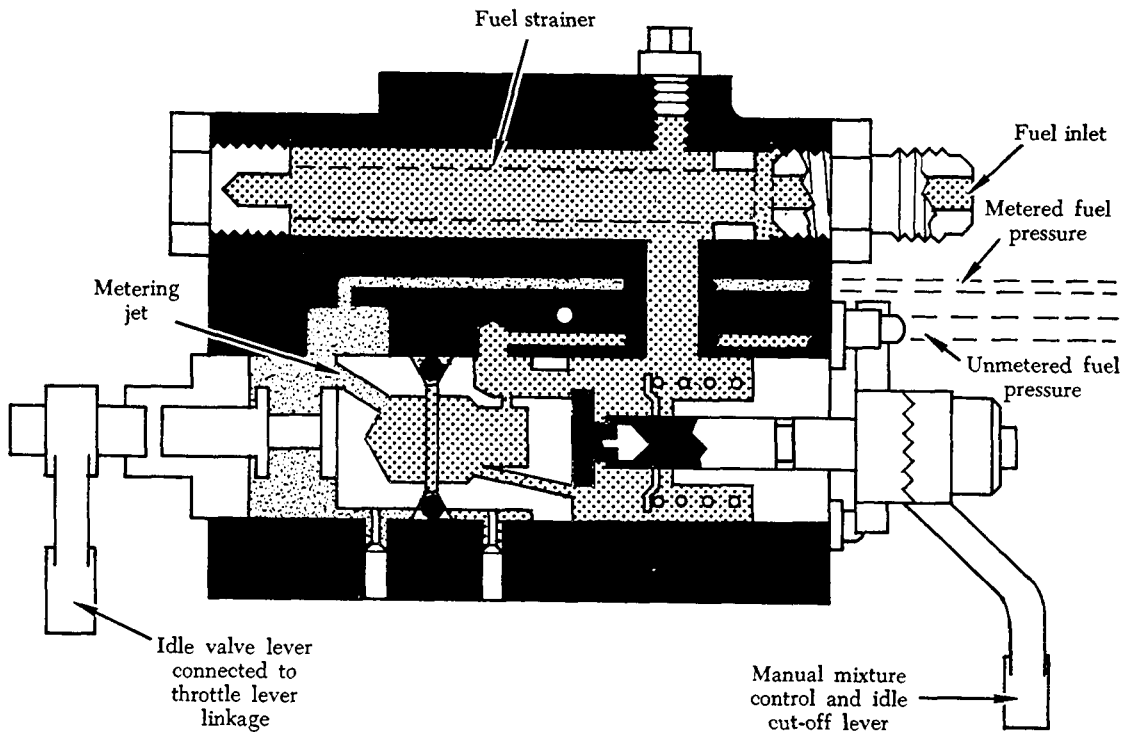 Fuel strainer
Fuel inlet
Metered fuel
pressure
Metering
jet
Unmetered fuel
pressure
Idle valve lever
connected to
throttle lever
linkage
Manual mixture
control and idle
cut-off lever